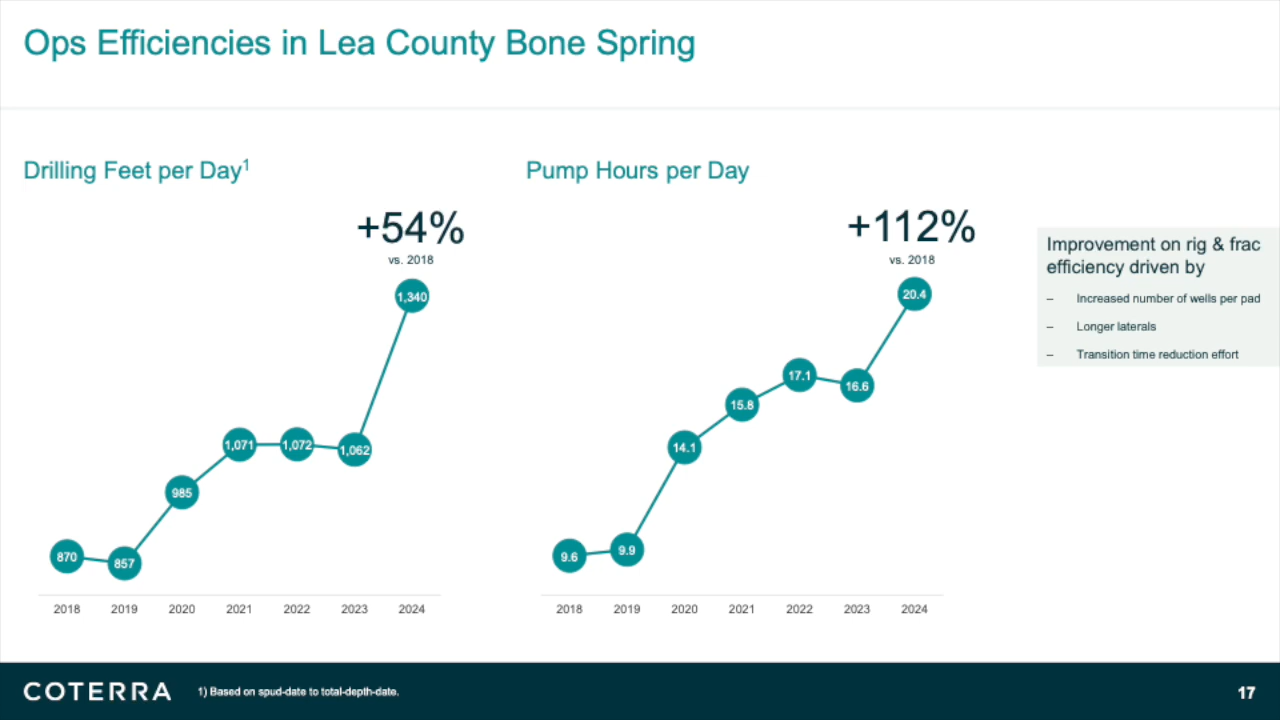 Ops Efficiencies in Lea County Bone Spring
Drilling Feet per Day1
+54%
vs. 2018
1,340
1,071
1,072
1,062
985
870
857
2018 2019 2020 2021 2022 2023 2024
Pump Hours per Day
+112%
vs. 2018
20.4
17.1
16.6
15.8
14.1
9.6
9.9
2018 2019 2020 2021 2022 2023 2024
Improvement on rig & frac
efficiency driven by
– Increased number of wells per pad
– Longer laterals
– Transition time reduction effort
COTERRA
1) Based on spud-date to total-depth-date.
17